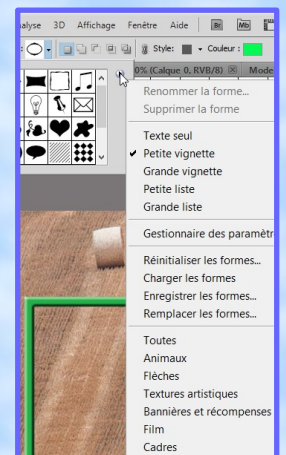 alyse 3D Affichage Fenêtre Aide Br Mb
Style: Couleur :
0% (Calque 0, RVB/8) Mode
Renommer la forme...
Supprimer la forme
Texte seul
Petite vignette
Grande vignette
Petite liste
Grande liste
Gestionnaire des paramètr
Réinitialiser les formes...
Charger les formes
Enregistrer les formes...
Remplacer les formes...
Toutes
Animaux
Flèches
Textures artistiques
Bannières et récompenses
Film
Cadres